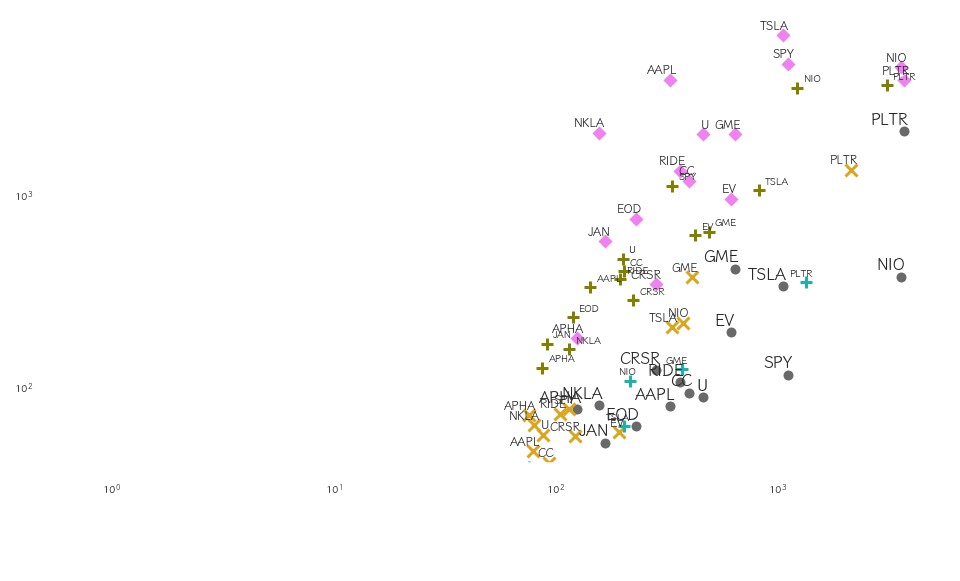 TSLA
SPY
NIO
AAPL
PLTR
PLTR
NIO
PLTR
NKLA
U
GME
PLTR
RIDE
CC
SPY
TSLA
EV
10³
EOD
EV
GME
JAN
U
GME
CC
RIDE
CRSR
GME
TSLA
PLTR
NIO
AAPL
CRSR
EOD
TSLA
NIO
EV
APHA
JAN
NKLA
APHA
CRSR
RIDE
GME
SPY
NIO
CC
U
10²
AAPL
APHA
NKLA
APHA
RIDE
SPY
NKLA
EOD
U
CRSR
JAN
EV
AAPL
CC
10⁰
10¹
10²
10³